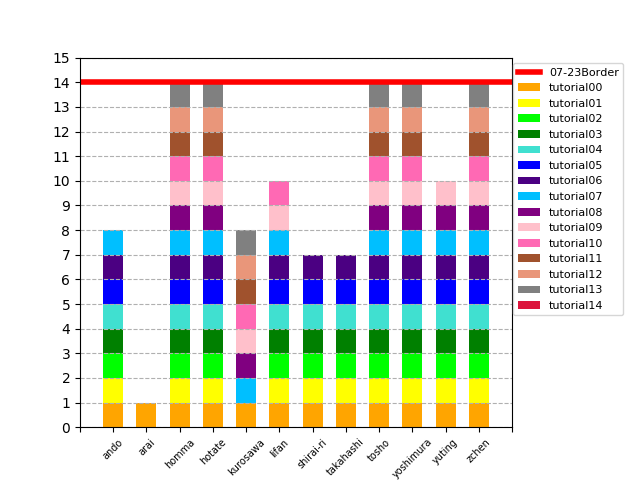 15
14
13
12
11
10
9
8
7
6
5
4
3
2
1
0
ando
arai
homma
hotate
kurosawa
lifan
shirai-ri
takahashi
tosho
yoshimura
yuting
zchen
07-23Border
tutorial00
tutorial01
tutorial02
tutorial03
tutorial04
tutorial05
tutorial06
tutorial07
tutorial08
tutorial09
tutorial10
tutorial11
tutorial12
tutorial13
tutorial14